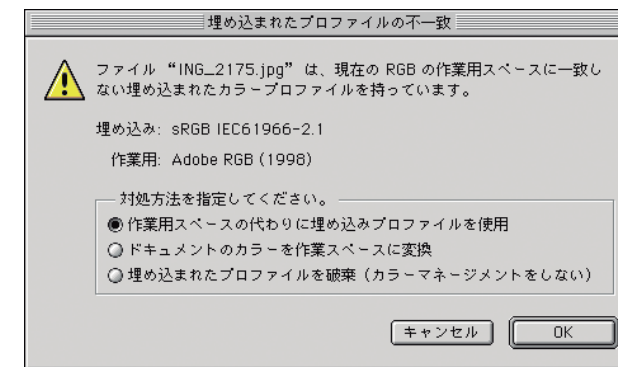 埋め込まれたプロファイルの不一致
ファイル “ING_2175.jpg” は、現在の RGB の作業用スペースに一致し
ない埋め込まれたカラープロファイルを持っています。
埋め込み: sRGB IEC61966-2.1
作業用: Adobe RGB (1998)
対処方法を指定してください。
作業用スペースの代わりに埋め込みプロファイルを使用
ドキュメントのカラーを作業スペースに変換
埋め込まれたプロファイルを破棄（カラーマネージメントをしない）
キャンセル OK